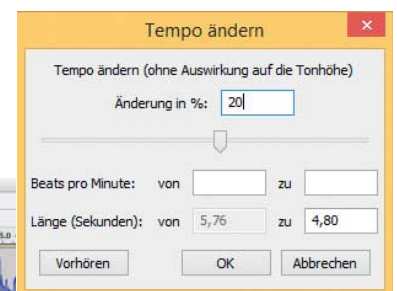 Tempo ändern
Tempo ändern (ohne Auswirkung auf die Tonhöhe)
Änderung in %: 20
Beats pro Minute: von zu
Länge (Sekunden): von 5,76 zu 4,80
Vorhören OK Abbrechen